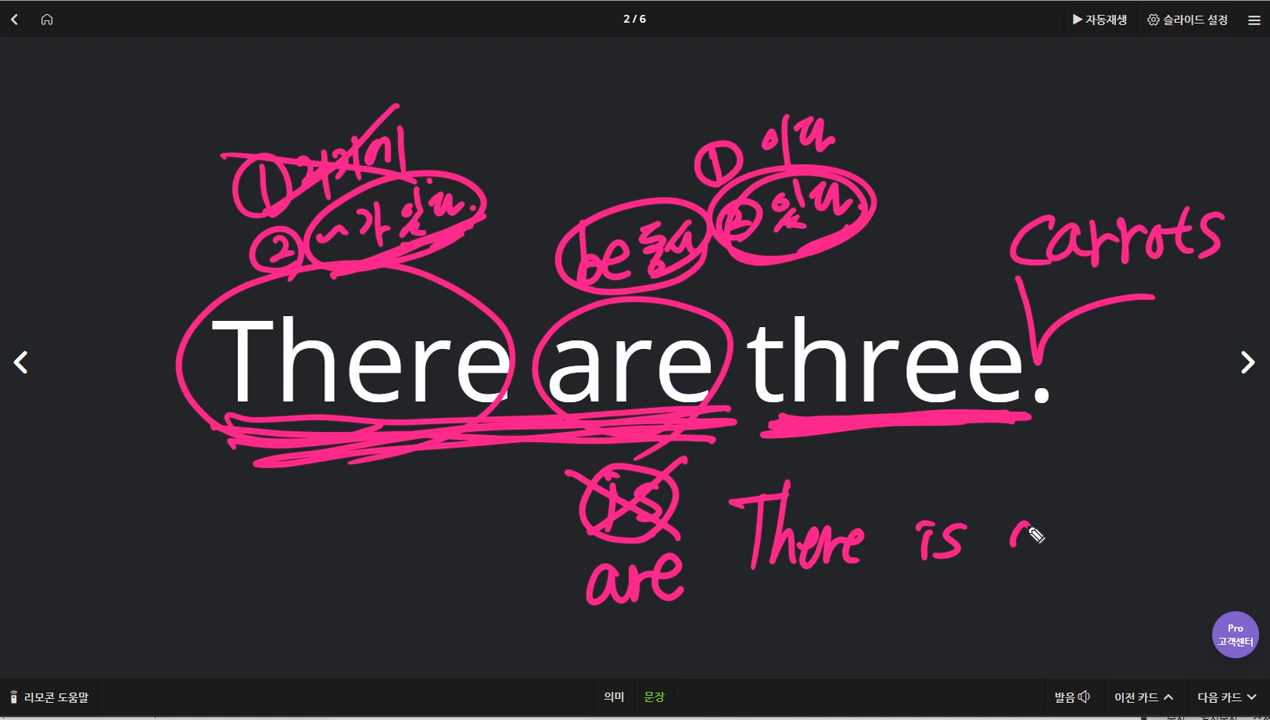 2 / 6
자동재생
슬라이드 설정
① 거기에
② ~가 있다.
be동사
① 이다
② 있다.
carrots
There are three.
is
are
There is
Pro
고객센터
리모콘 도움말
의미
문장
발음
이전 카드
다음 카드